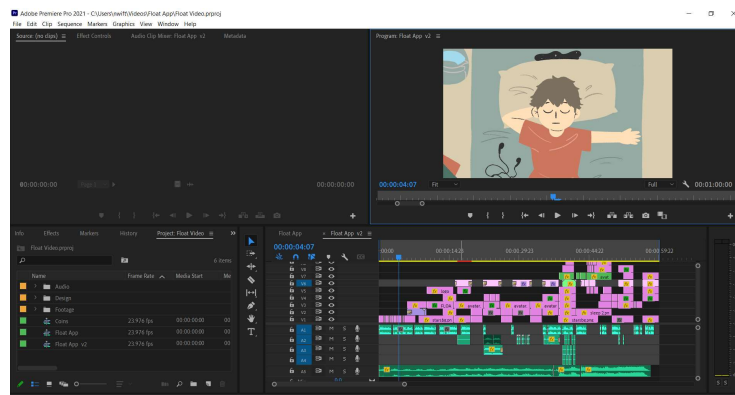 Adobe Premiere Pro 2021 - C:\Users\nwift\Videos\Float App\Float Video.prproj
File Edit Clip Sequence Markers Graphics View Window Help
Source: (no clips) Effect Controls Audio Clip Mixer: Float App v2 Metadata
Program: Float App v2
00:00:00:00 00:00:00:00
00:00:04:07 Fit Full 00:01:00:00
Info Effects Markers History Project: Float Video
Float Video.prproj
6 items
Name Frame Rate Media Start Me
Audio
Design
Footage
Coins 23.976 fps 00:00:00:00 00
Float App 23.976 fps 00:00:00:00 00
Float App v2 23.976 fps 00:00:00:00 00
Float App Float App v2
00:00:04:07
:00:00 00:00:14:23 00:00:29:23 00:00:44:22 00:00:59:22
V8
V7
V6
V5
V4
V3
V2
V1
A1 M S
A2 M S
A3 M S
A4 M S
A5 M S
0.0
S S